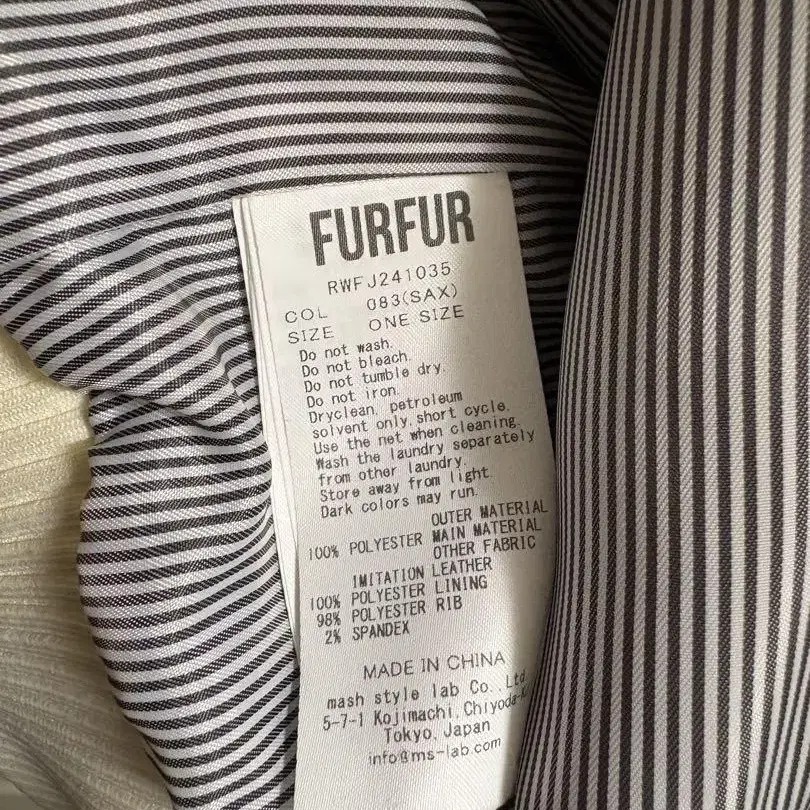 FURFUR
RWFJ241035
COL 083(SAX)
SIZE ONE SIZE
Do not wash.
Do not bleach.
Do not tumble dry.
Do not iron.
Dryclean, petroleum
solvent only, short cycle.
Use the net when cleaning.
Wash the laundry separately
from other laundry.
Store away from light.
Dark colors may run.
OUTER MATERIAL
100% POLYESTER MAIN MATERIAL
OTHER FABRIC
IMITATION LEATHER
100% POLYESTER LINING
98% POLYESTER RIB
2% SPANDEX
MADE IN CHINA
mash style lab Co., Ltd
5-7-1 Kojimachi, Chiyoda-
Tokyo, Japan
info@ms-lab.com